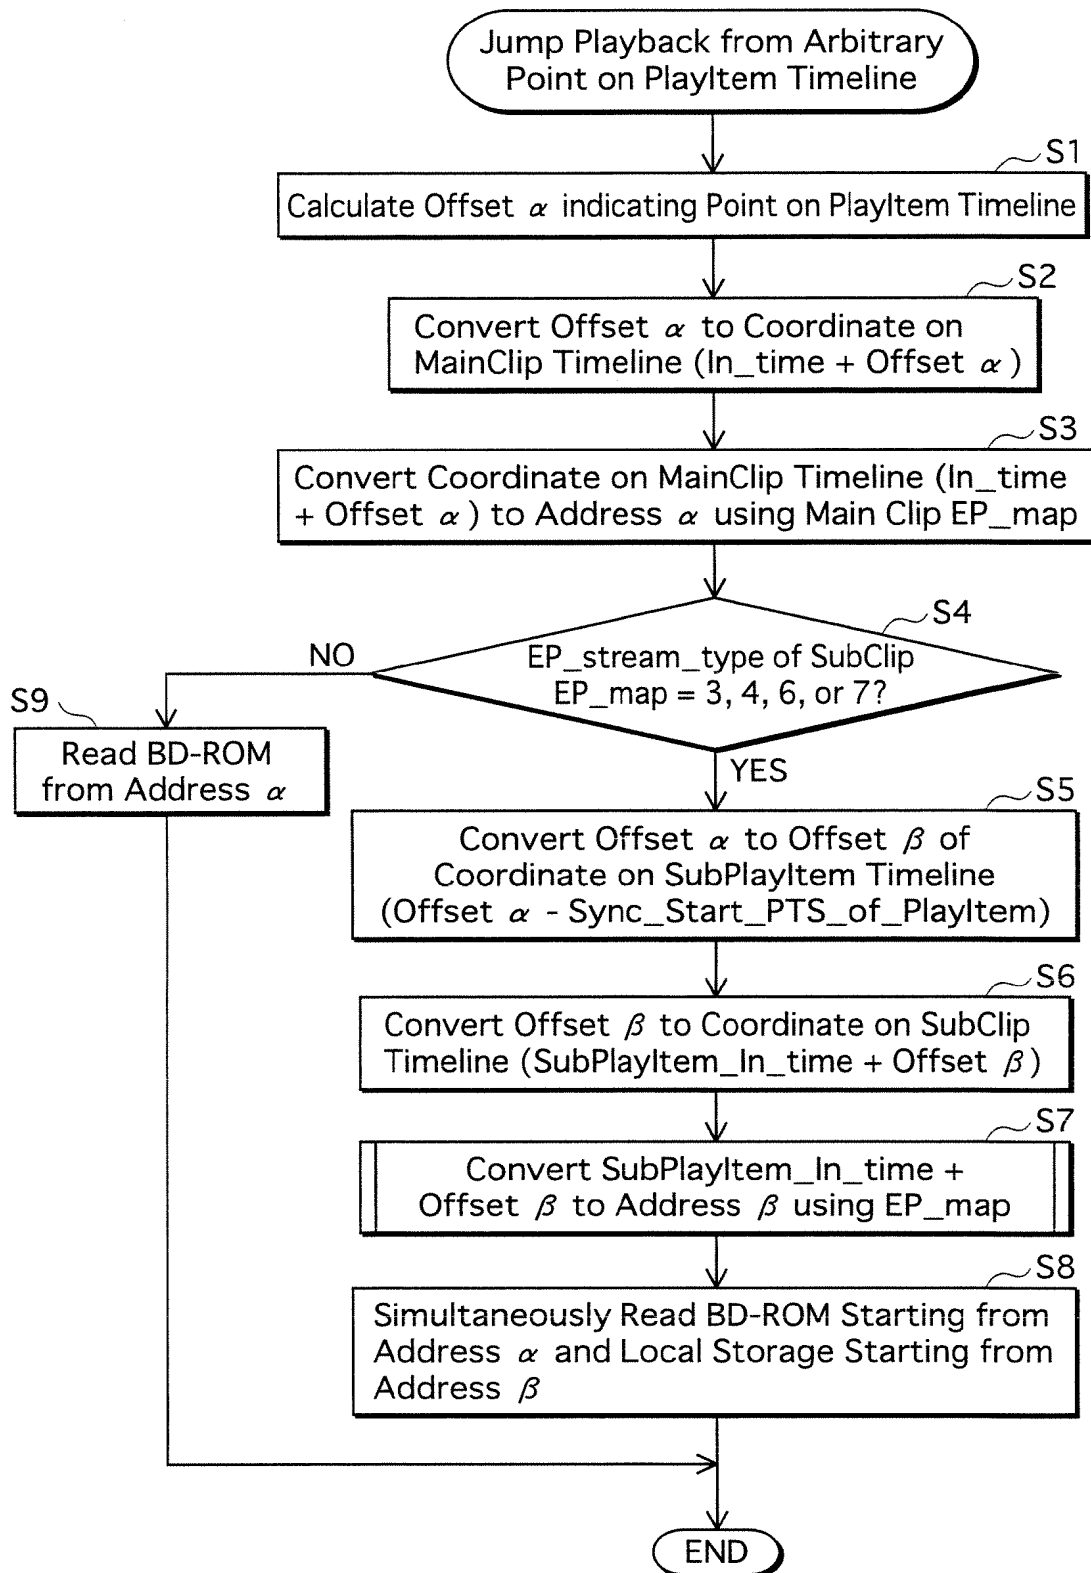 Jump Playback from Arbitrary
Point on PlayItem Timeline
S1
Calculate Offset α indicating Point on PlayItem Timeline
S2
Convert Offset α to Coordinate on
MainClip Timeline (In_time + Offset α )
S3
Convert Coordinate on MainClip Timeline (In_time
+ Offset α ) to Address α using Main Clip EP_map
S4
EP_stream_type of SubClip
EP_map = 3, 4, 6, or 7?
NO
S9
Read BD-ROM
from Address α
YES
S5
Convert Offset α to Offset β of
Coordinate on SubPlayItem Timeline
(Offset α - Sync_Start_PTS_of_PlayItem)
S6
Convert Offset β to Coordinate on SubClip
Timeline (SubPlayItem_In_time + Offset β )
S7
Convert SubPlayItem_In_time +
Offset β to Address β using EP_map
S8
Simultaneously Read BD-ROM Starting from
Address α and Local Storage Starting from
Address β
END